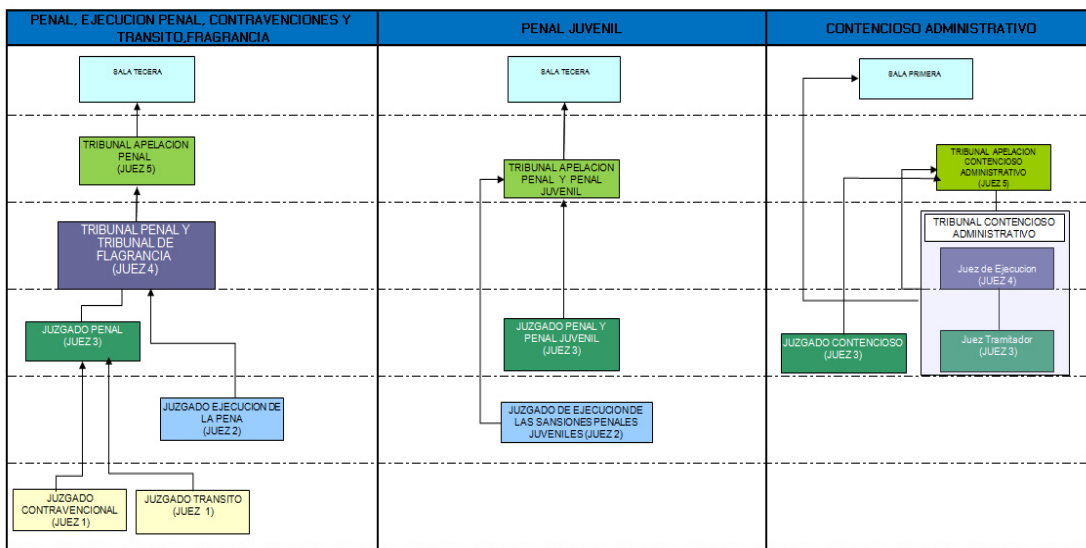 PENAL, EJECUCION PENAL, CONTRAVENCIONES Y
TRANSITO,FRAGRANCIA
SALA TECERA
TRIBUNAL APELACION
PENAL
(JUEZ 5)
TRIBUNAL PENAL Y
TRIBUNAL DE
FLAGRANCIA
(JUEZ 4)
JUZGADO PENAL
(JUEZ 3)
JUZGADO EJECUCION DE
LA PENA
(JUEZ 2)
JUZGADO
CONTRAVENCIONAL
(JUEZ 1)
JUZGADO TRANSITO
(JUEZ 1)
PENAL JUVENIL
SALA TECERA
TRIBUNAL APELACION
PENAL Y PENAL
JUVENIL
JUZGADO PENAL Y
PENAL JUVENIL
(JUEZ 3)
JUZGADO DE EJECUCION DE
LAS SANSIONES PENALES
JUVENILES (JUEZ 2)
CONTENCIOSO ADMINISTRATIVO
SALA PRIMERA
TRIBUNAL APELACION
CONTENCIOSO
ADMINISTRATIVO
(JUEZ 5)
TRIBUNAL CONTENCIOSO
ADMINISTRATIVO
Juez de Ejecucion
(JUEZ 4)
JUZGADO CONTENCIOSO
(JUEZ 3)
Juez Tramitador
(JUEZ 3)